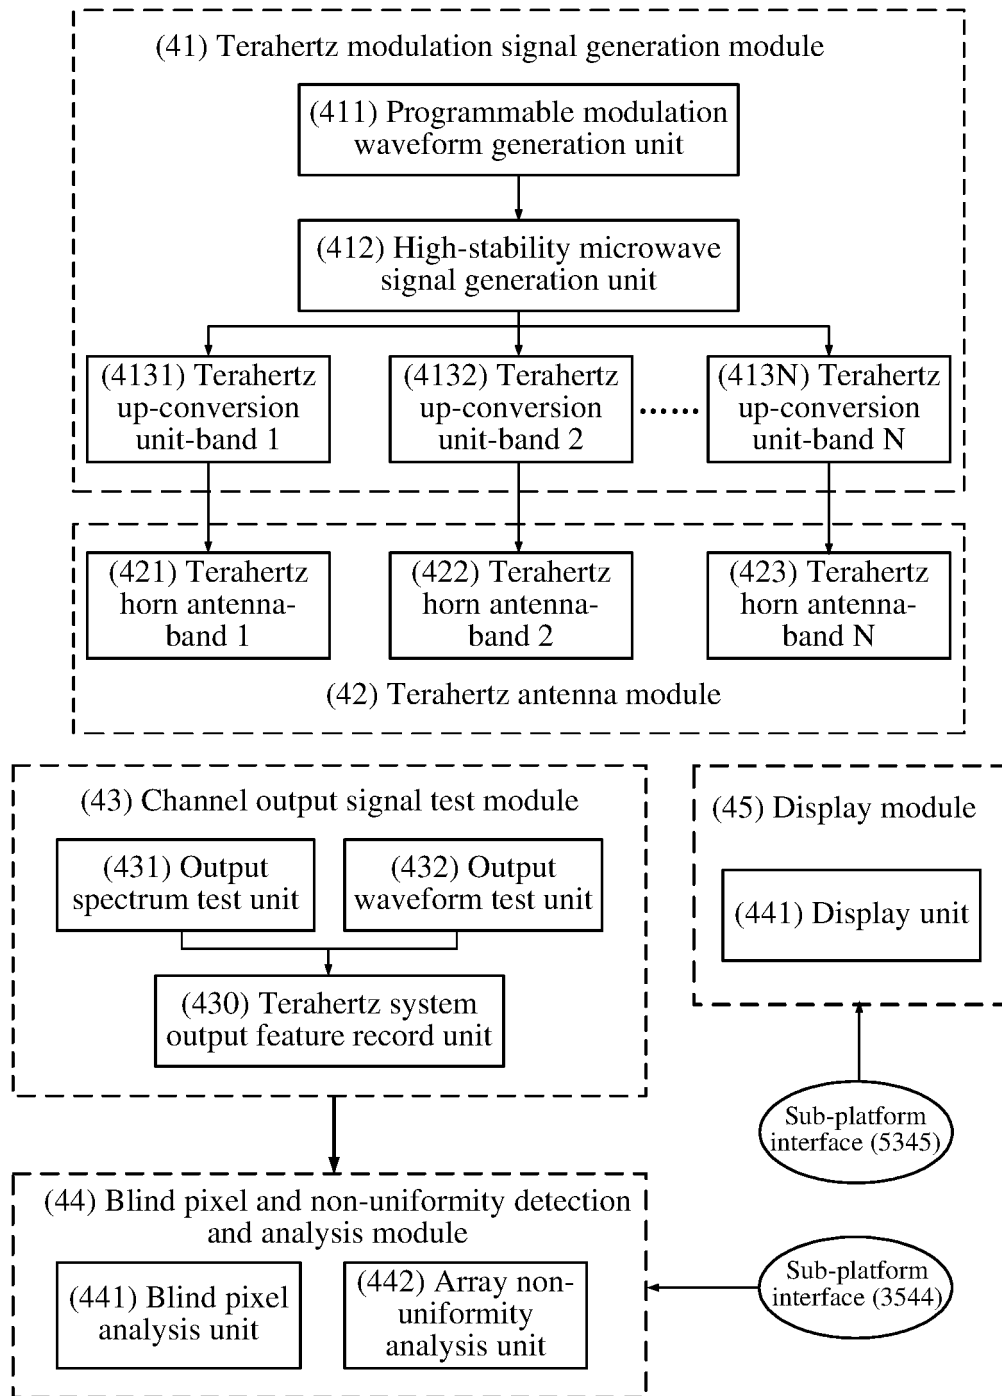 (41) Terahertz modulation signal generation module
(411) Programmable modulation
waveform generation unit
(412) High-stability microwave
signal generation unit
(4131) Terahertz
up-conversion
unit-band 1
(4132) Terahertz
up-conversion
unit-band 2
.......
(413N) Terahertz
up-conversion
unit-band N
(421) Terahertz
horn antenna-
band 1
(422) Terahertz
horn antenna-
band 2
(423) Terahertz
horn antenna-
band N
(42) Terahertz antenna module
(43) Channel output signal test module
(431) Output
spectrum test unit
(432) Output
waveform test unit
(430) Terahertz system
output feature record unit
(45) Display module
(441) Display unit
Sub-platform
interface (5345)
(44) Blind pixel and non-uniformity detection
and analysis module
(441) Blind pixel
analysis unit
(442) Array non-
uniformity
analysis unit
Sub-platform
interface (3544)